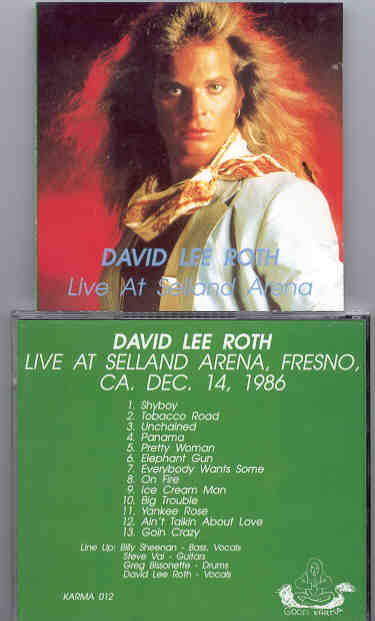 DAVID LEE ROTH
Live At Selland Arena
DAVID LEE ROTH
LIVE AT SELLAND ARENA, FRESNO,
CA. DEC. 14, 1986
1. Shyboy
2. Tobacco Road
3. Unchained
4. Panama
5. Pretty Woman
6. Elephant Gun
7. Everybody Wants Some
8. On Fire
9. Ice Cream Man
10. Big Trouble
11. Yankee Rose
12. Ain't Talkin About Love
13. Goin Crazy
Line Up: Billy Sheenan - Bass, Vocals
Steve Vai - Guitars
Greg Bissonette - Drums
David Lee Roth - Vocals
KARMA 012
GOOD KARMA